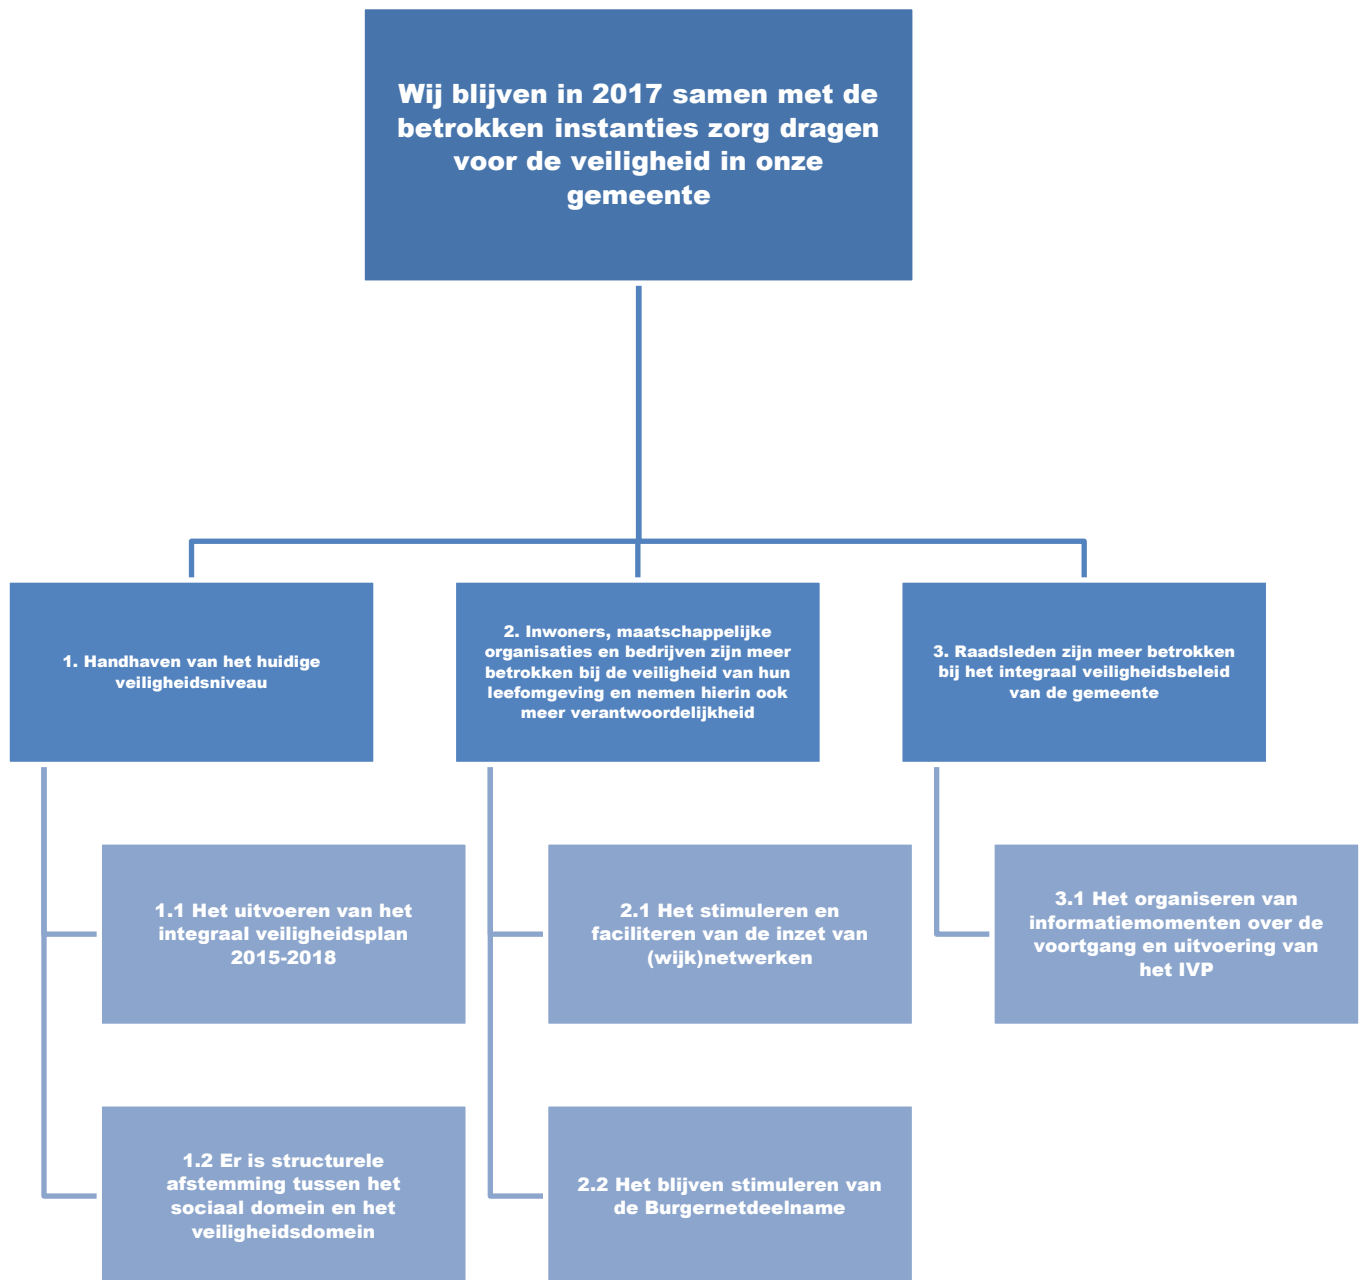 Wij blijven in 2017 samen met de
betrokken instanties zorg dragen
voor de veiligheid in onze
gemeente
1. Handhaven van het huidige
veiligheidsniveau
2. Inwoners, maatschappelijke
organisaties en bedrijven zijn meer
betrokken bij de veiligheid van hun
leefomgeving en nemen hierin ook
meer verantwoordelijkheid
3. Raadsleden zijn meer betrokken
bij het integraal veiligheidsbeleid
van de gemeente
1.1 Het uitvoeren van het
integraal veiligheidsplan
2015-2018
2.1 Het stimuleren en
faciliteren van de inzet van
(wijk)netwerken
3.1 Het organiseren van
informatiemomenten over de
voortgang en uitvoering van
het IVP
1.2 Er is structurele
afstemming tussen het
sociaal domein en het
veiligheidsdomein
2.2 Het blijven stimuleren van
de Burgernetdeelname